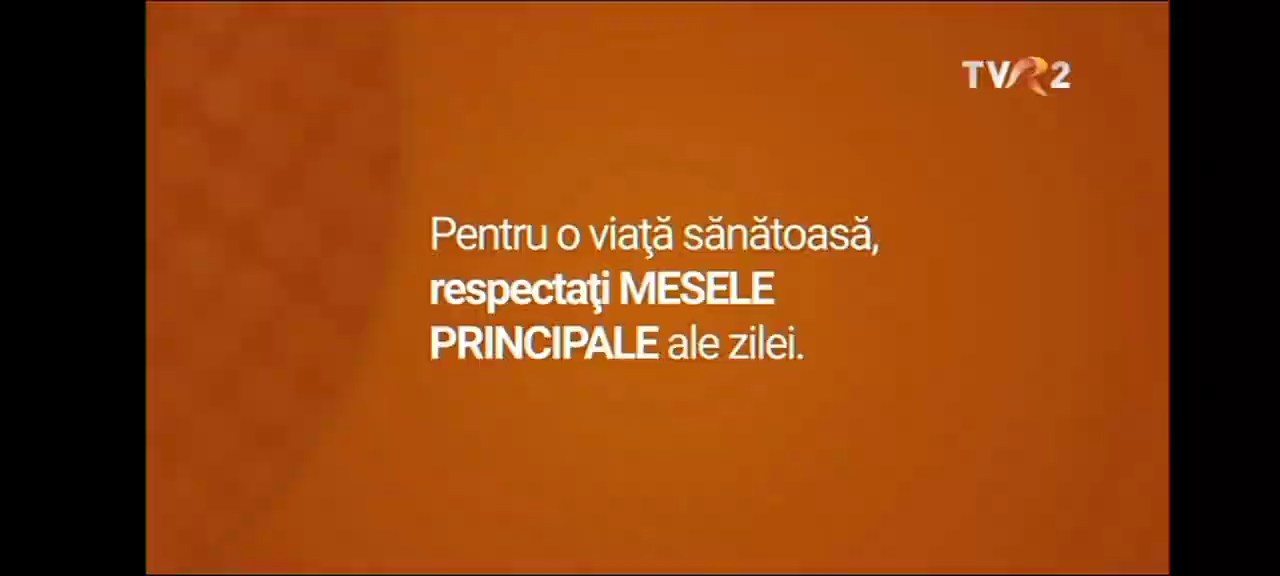 TVR2
Pentru o viaţă sănătoasă,
respectaţi MESELE
PRINCIPALE ale zilei.